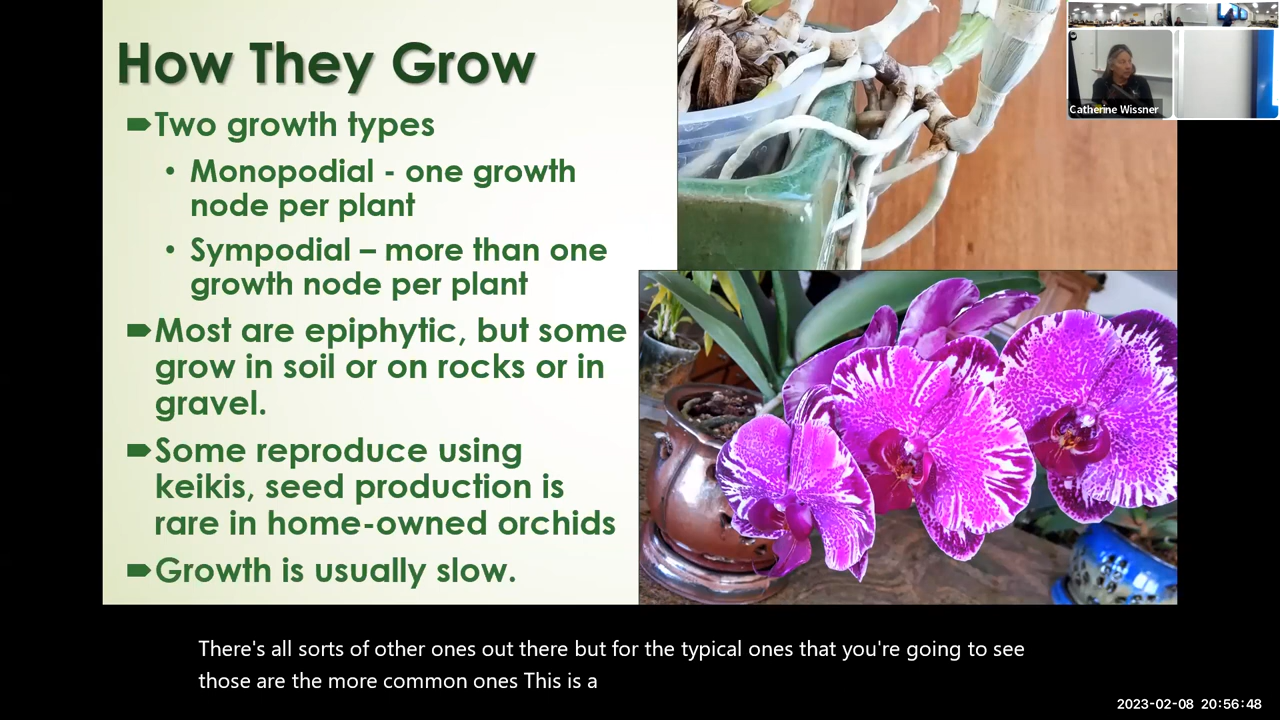 How They Grow
Two growth types
• Monopodial - one growth
node per plant
• Sympodial – more than one
growth node per plant
Most are epiphytic, but some
grow in soil or on rocks or in
gravel.
Some reproduce using
keikis, seed production is
rare in home-owned orchids
Growth is usually slow.
Catherine Wissner
There's all sorts of other ones out there but for the typical ones that you're going to see
those are the more common ones This is a
2023-02-08 20:56:48